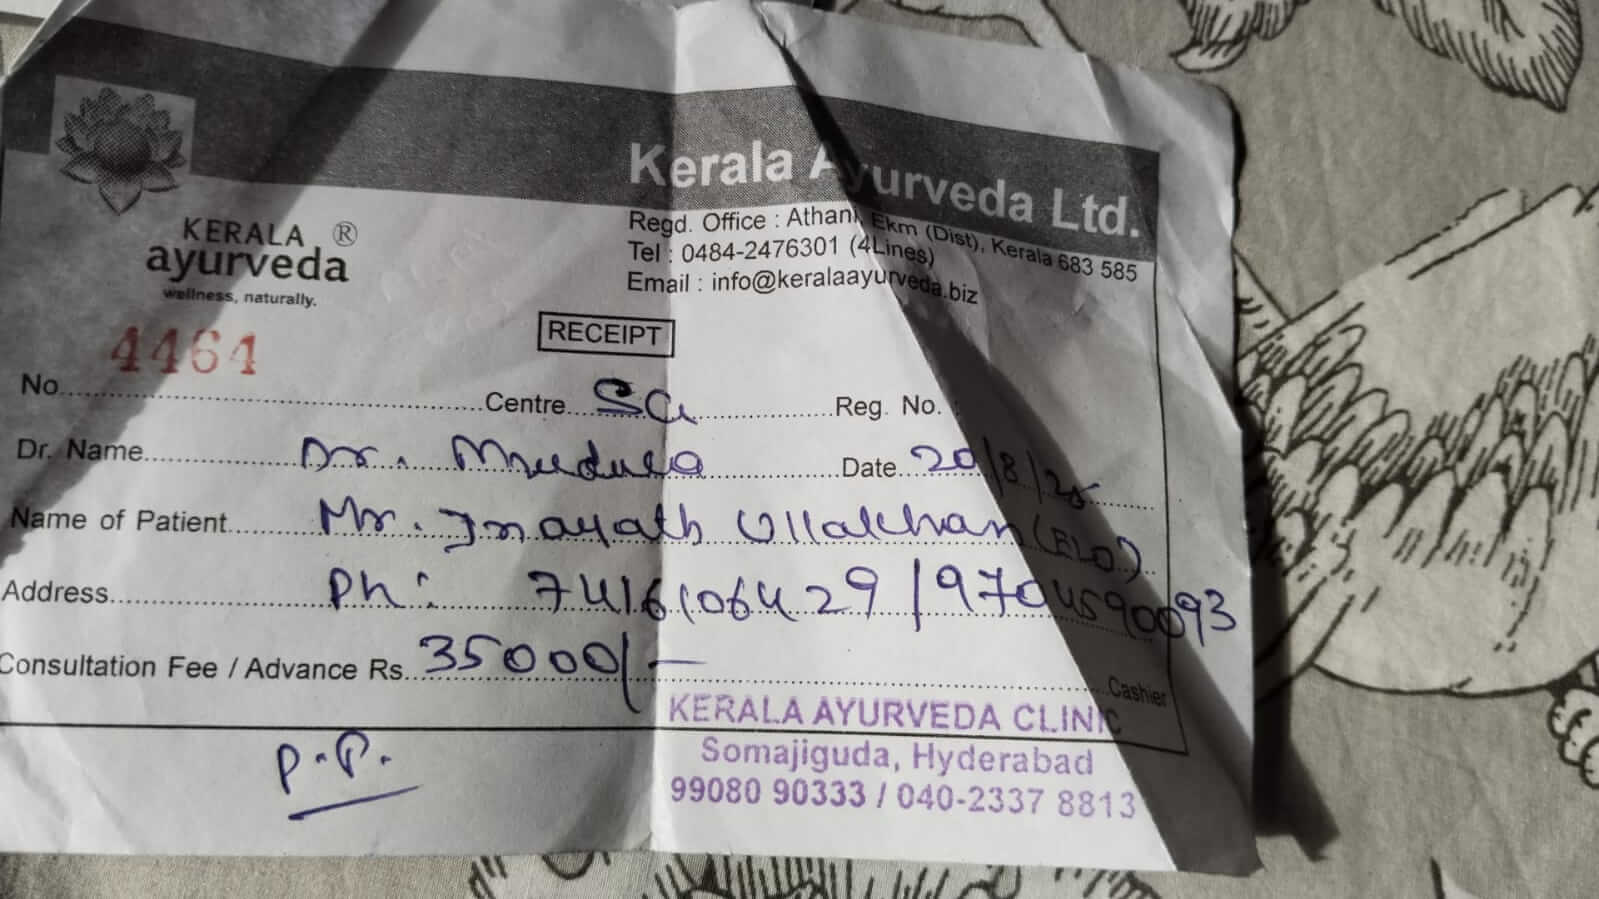 Kerala Ayurveda Ltd.
Regd. Office : Athani, Ekm (Dist), Kerala 683 585
Tel : 0484-2476301 (4Lines)
Email : info@keralaayurveda.biz
KERALA ®
ayurveda
wellness, naturally.
RECEIPT
No. 4464 Centre SG Reg. No. :
Dr. Name Dr. Mrudula Date 20/8/25
Name of Patient Mr. Inayath Ullakhan
Address Ph: 7416106429/9704590093
Consultation Fee / Advance Rs. 35000/-
Cashier
KERALA AYURVEDA CLINIC
Somajiguda, Hyderabad
99080 90333 / 040-2337 8813
P.P.